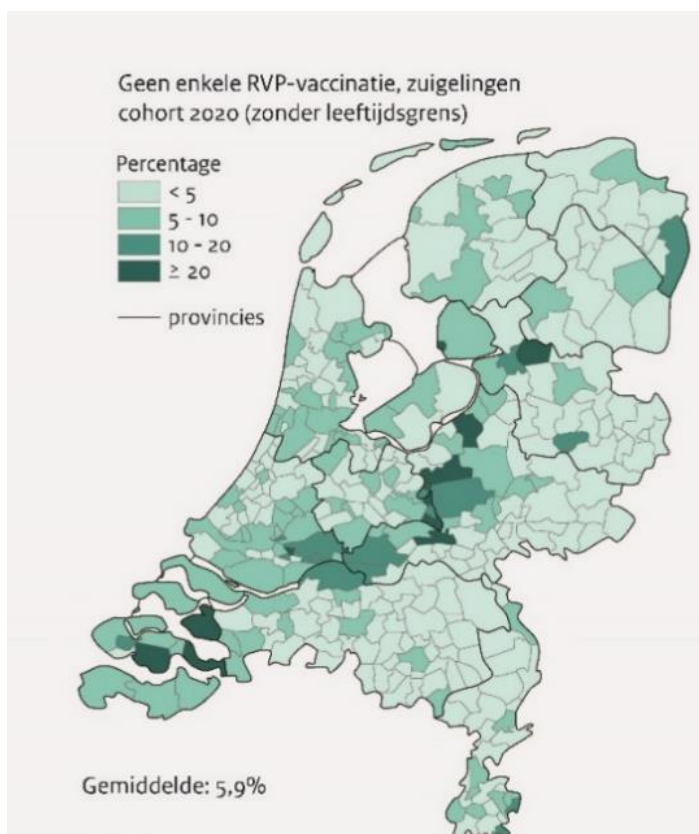 Geen enkele RVP-vaccinatie, zuigelingen
cohort 2020 (zonder leeftijdsgrens)
Percentage
< 5
5 - 10
10 - 20
≥ 20
provincies
Gemiddelde: 5,9%